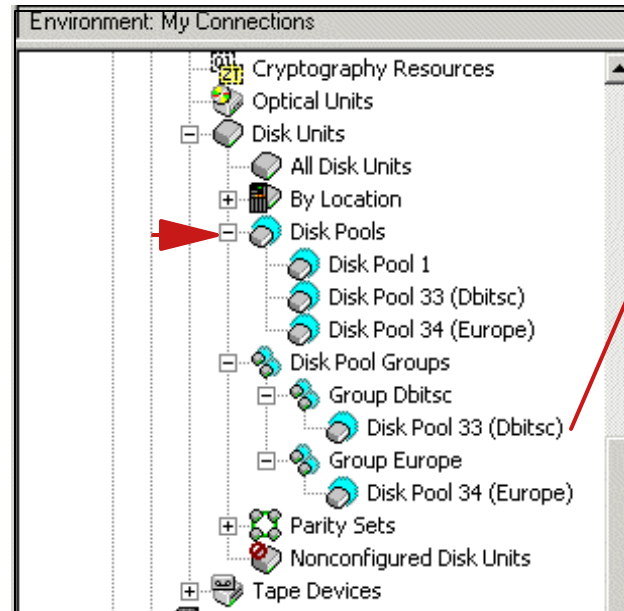 Environment: My Connections
Cryptography Resources
Optical Units
Disk Units
All Disk Units
By Location
Disk Pools
Disk Pool 1
Disk Pool 33 (Dbitsc)
Disk Pool 34 (Europe)
Disk Pool Groups
Group Dbitsc
Disk Pool 33 (Dbitsc)
Group Europe
Disk Pool 34 (Europe)
Parity Sets
Nonconfigured Disk Units
Tape Devices